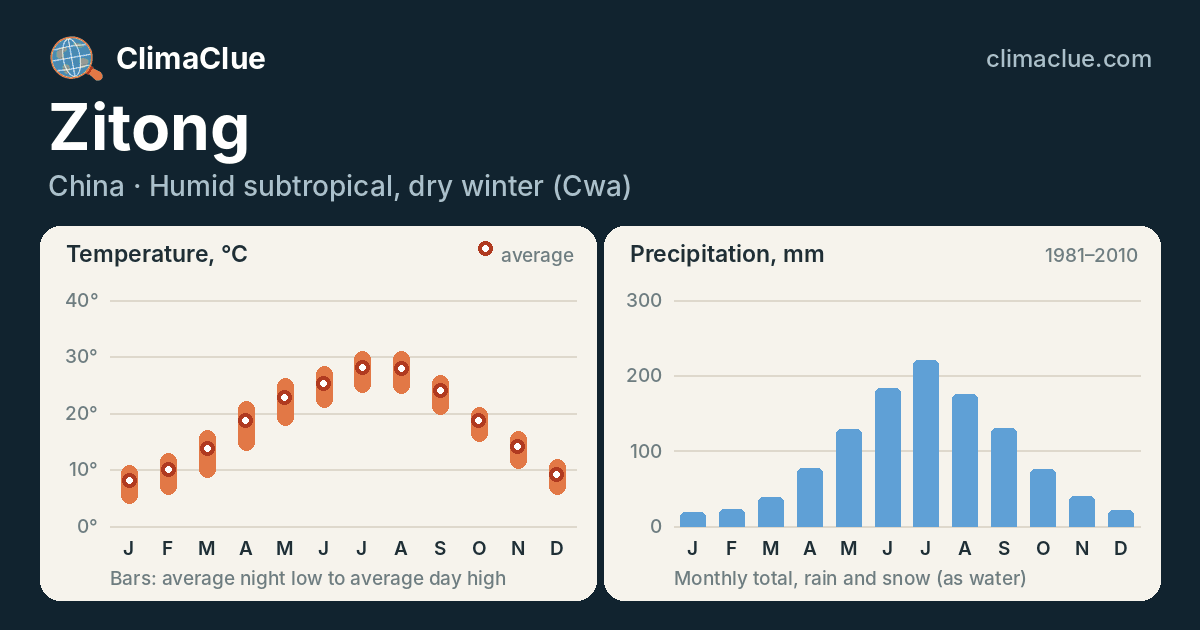 ClimaClue
climaclue.com
Zitong
China · Humid subtropical, dry winter (Cwa)
Temperature, °C
average
40°
30°
20°
10°
0°
J F M A M J J A S O N D
Bars: average night low to average day high
Precipitation, mm
1981–2010
300
200
100
0
J F M A M J J A S O N D
Monthly total, rain and snow (as water)